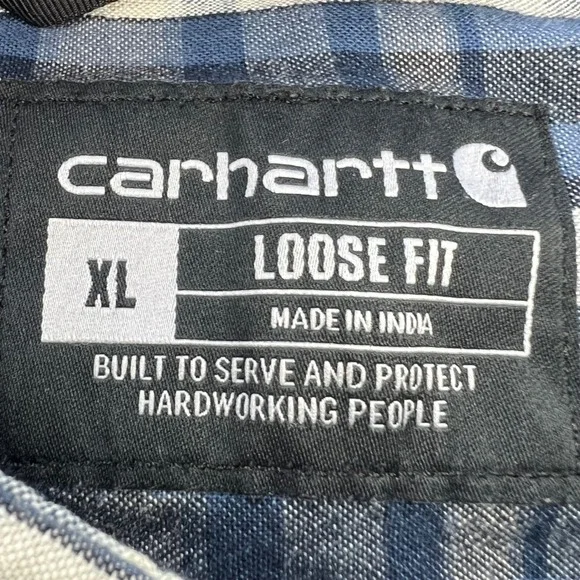 carhartt
XL
LOOSE FIT
MADE IN INDIA
BUILT TO SERVE AND PROTECT
HARDWORKING PEOPLE